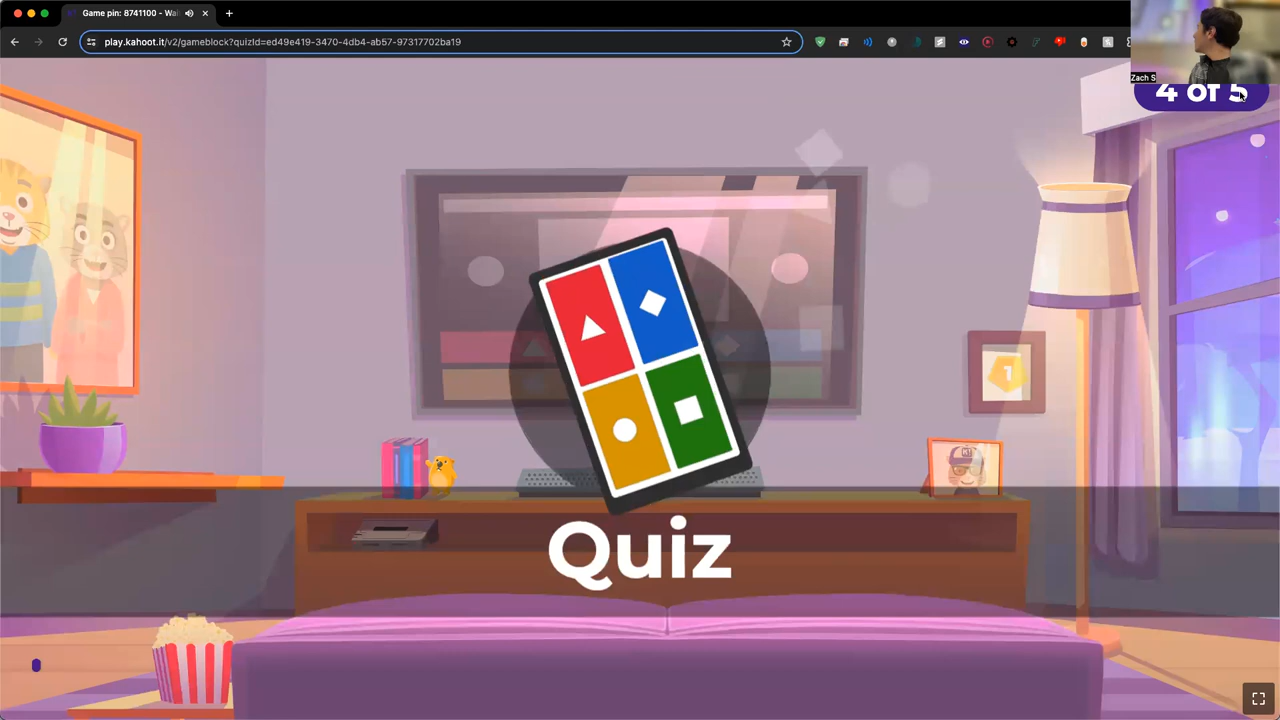 Game pin: 8741100 - Wai
play.kahoot.it/v2/gameblock?quizId=ed49e419-3470-4db4-ab57-97317702ba19
Zach S
4 of 5
1
K!
Quiz